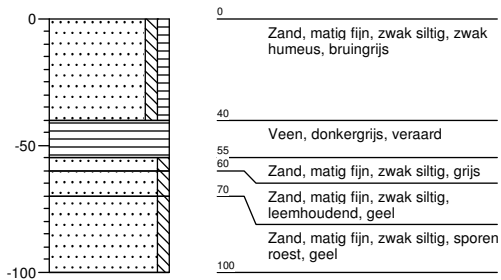 0
0
Zand, matig fijn, zwak siltig, zwak
humeus, bruingrijs
40
Veen, donkergrijs, veraard
-50
55
60
Zand, matig fijn, zwak siltig, grijs
70
Zand, matig fijn, zwak siltig,
leemhoudend, geel
Zand, matig fijn, zwak siltig, sporen
roest, geel
-100
100